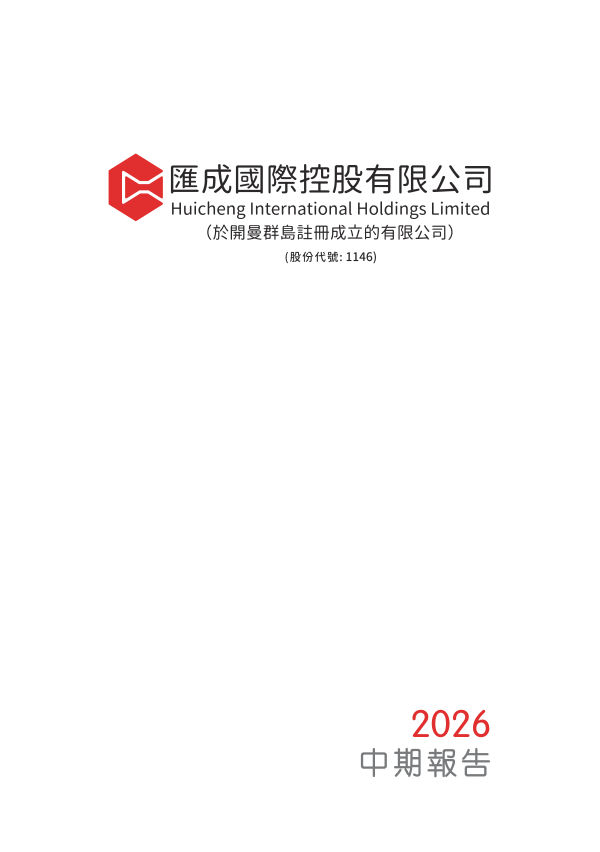 匯成國際控股有限公司
Huicheng International Holdings Limited
（於開曼群島註冊成立的有限公司）
(股份代號: 1146)
2026
中期報告